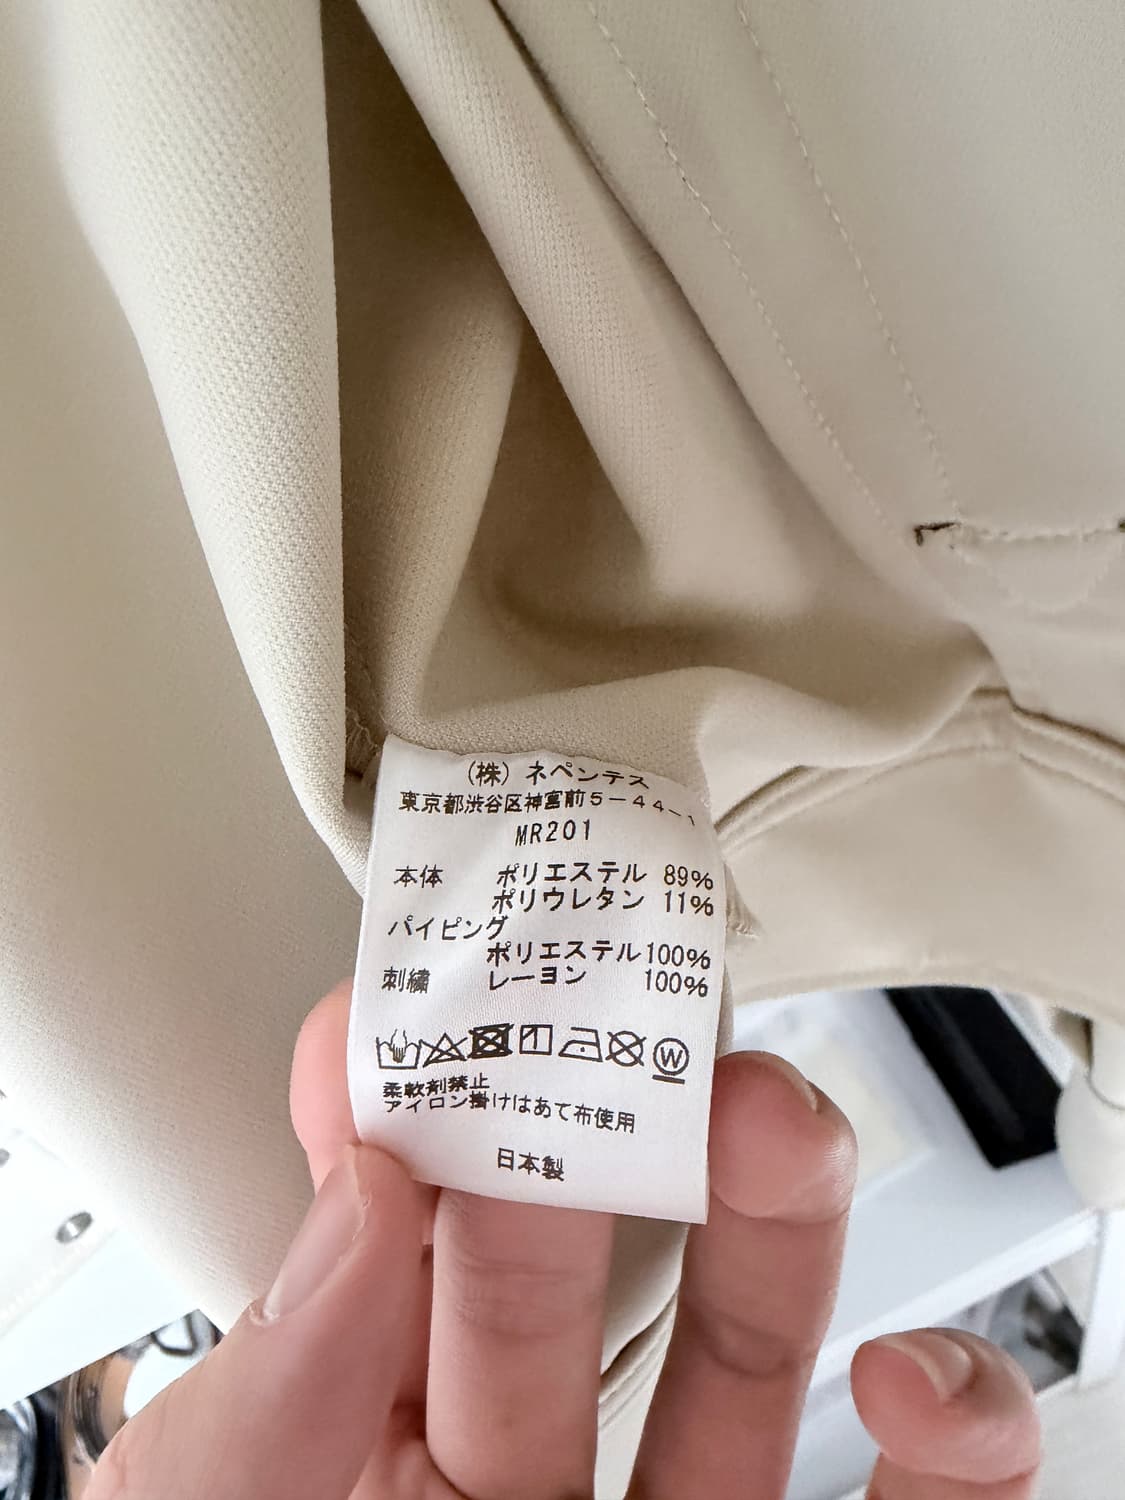 (株) ネペンテス
東京都渋谷区神宮前5-44-1
MR201
本体 ポリエステル 89%
ポリウレタン 11%
パイピング
ポリエステル 100%
刺繍 レーヨン 100%
W
柔軟剤禁止
アイロン掛けはあて布使用
日本製